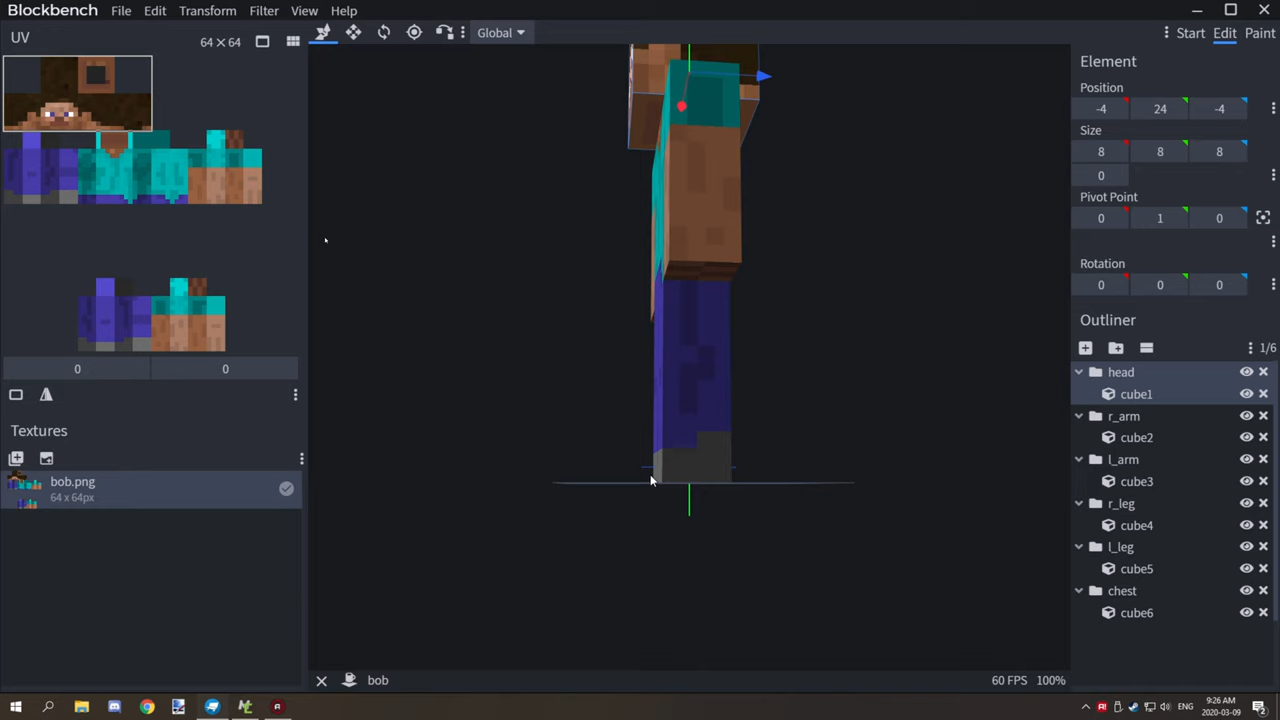 Blockbench File Edit Transform Filter View Help
UV
64 × 64
Global
Start Edit Paint
0 0
Textures
bob.png
64 x 64px
Element
Position
-4 24 -4
Size
8 8 8
0
Pivot Point
0 1 0
Rotation
0 0 0
Outliner
1/6
head
cube1
r_arm
cube2
l_arm
cube3
r_leg
cube4
l_leg
cube5
chest
cube6
bob
60 FPS 100%
ENG
9:26 AM
2020-03-09
2